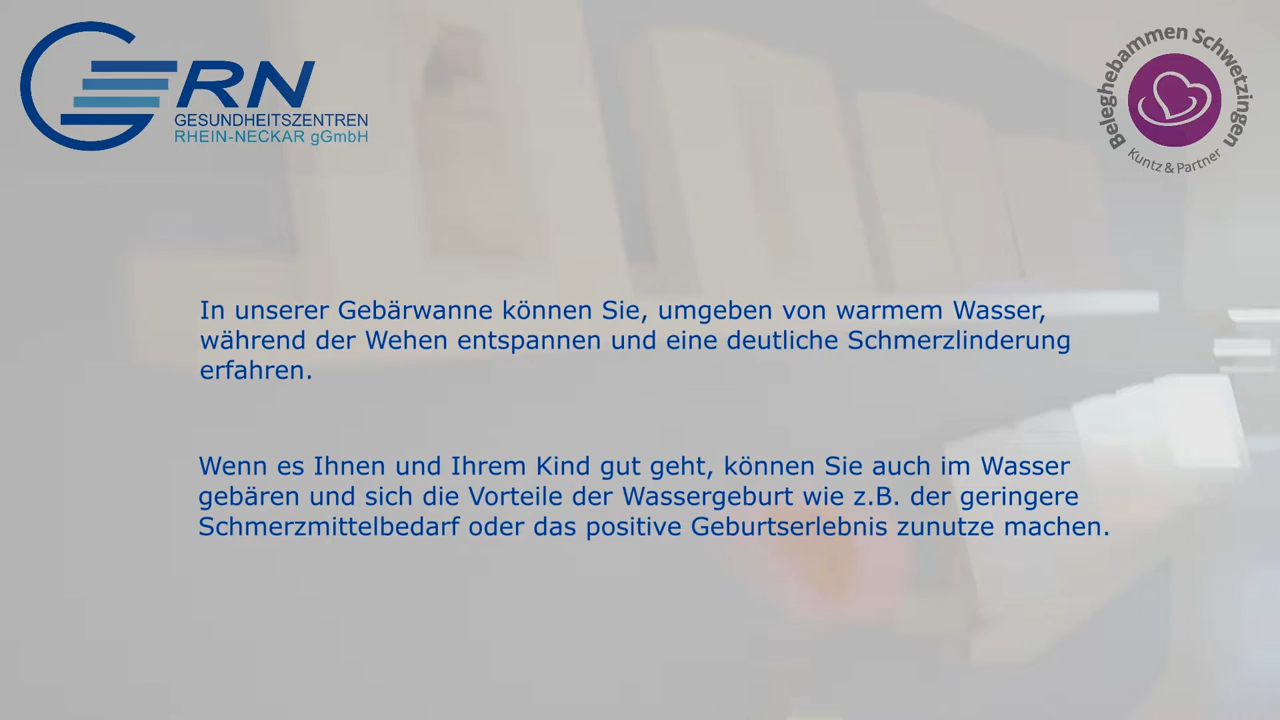 GRN
GESUNDHEITSZENTREN
RHEIN-NECKAR gGmbH
Beleghebammen Schwetzingen
Kuntz & Partner
In unserer Gebärwanne können Sie, umgeben von warmem Wasser,
während der Wehen entspannen und eine deutliche Schmerzlinderung
erfahren.
Wenn es Ihnen und Ihrem Kind gut geht, können Sie auch im Wasser
gebären und sich die Vorteile der Wassergeburt wie z.B. der geringere
Schmerzmittelbedarf oder das positive Geburtserlebnis zunutze machen.